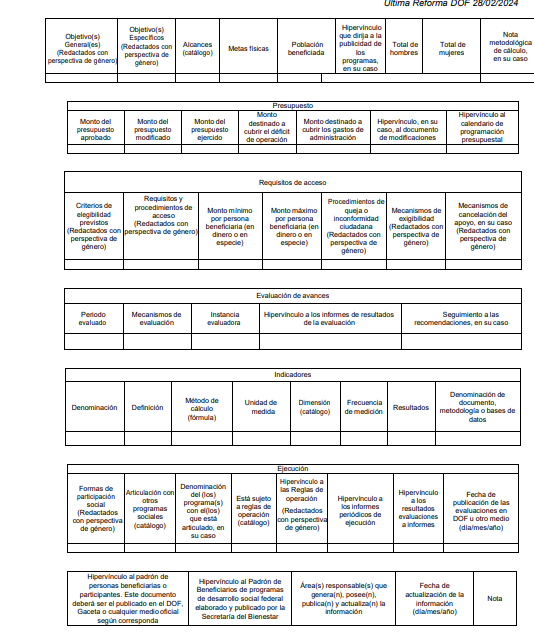 Última Reforma DOF 28/02/2024
Objetivo(s)
General(es)
(Redactados con
perspectiva de género)
Objetivo(s)
Específicos
(Redactados con
perspectiva de
género)
Alcances
(catálogo)
Metas físicas
Población
beneficiada
Hipervínculo
que dirija a la
publicidad de
los
programas,
en su caso
Total de
hombres
Total de
mujeres
Nota
metodológica
de cálculo,
en su caso
Presupuesto
Monto del
presupuesto
aprobado
Monto del
presupuesto
modificado
Monto del
presupuesto
ejercido
Monto
destinado a
cubrir el déficit
de operación
Monto destinado a
cubrir los gastos de
administración
Hipervínculo, en su
caso, al documento
de modificaciones
Hipervínculo al
calendario de
programación
presupuestal
Requisitos de acceso
Criterios de
elegibilidad
previstos
(Redactados con
perspectiva de
género)
Requisitos y
procedimientos de
acceso
(Redactados con
perspectiva de género)
Monto mínimo
por persona
beneficiaria (en
dinero o en
especie)
Monto máximo
por persona
beneficiaria (en
dinero o en
especie)
Procedimientos de
queja o
inconformidad
ciudadana
(Redactados con
perspectiva de
género)
Mecanismos de
exigibilidad
(Redactados con
perspectiva de
género)
Mecanismos de
cancelación del
apoyo, en su caso
(Redactados con
perspectiva de
género)
Evaluación de avances
Periodo
evaluado
Mecanismos de
evaluación
Instancia
evaluadora
Hipervínculo a los informes de resultados
de la evaluación
Seguimiento a las
recomendaciones, en su caso
Indicadores
Denominación
Definición
Método de
cálculo
(fórmula)
Unidad de
medida
Dimensión
(catálogo)
Frecuencia
de medición
Resultados
Denominación de
documento,
metodología o bases de
datos
Ejecución
Formas de
participación
social
(Redactados
con perspectiva
de género)
Articulación con
otros
programas
sociales
(catálogo)
Denominación
del (los)
programa(s)
con el(los)
que está
articulado, en
su caso
Está sujeto
a reglas de
operación
(catálogo)
Hipervínculo a
las Reglas de
operación
(Redactados
con perspectiva
de género)
Hipervínculo a
los informes
periódicos de
ejecución
Hipervínculo
a los
resultados
evaluaciones
a informes
Fecha de
publicación de las
evaluaciones en
DOF u otro medio
(día/mes/año)
Hipervínculo al padrón de
personas beneficiarias o
participantes. Este documento
deberá ser el publicado en el DOF,
Gaceta o cualquier medio oficial
según corresponda
Hipervínculo al Padrón de
Beneficiarios de programas
de desarrollo social federal
elaborado y publicado por la
Secretaría del Bienestar
Área(s) responsable(s) que
genera(n), posee(n),
publica(n) y actualiza(n) la
información
Fecha de
actualización de la
información
(día/mes/año)
Nota